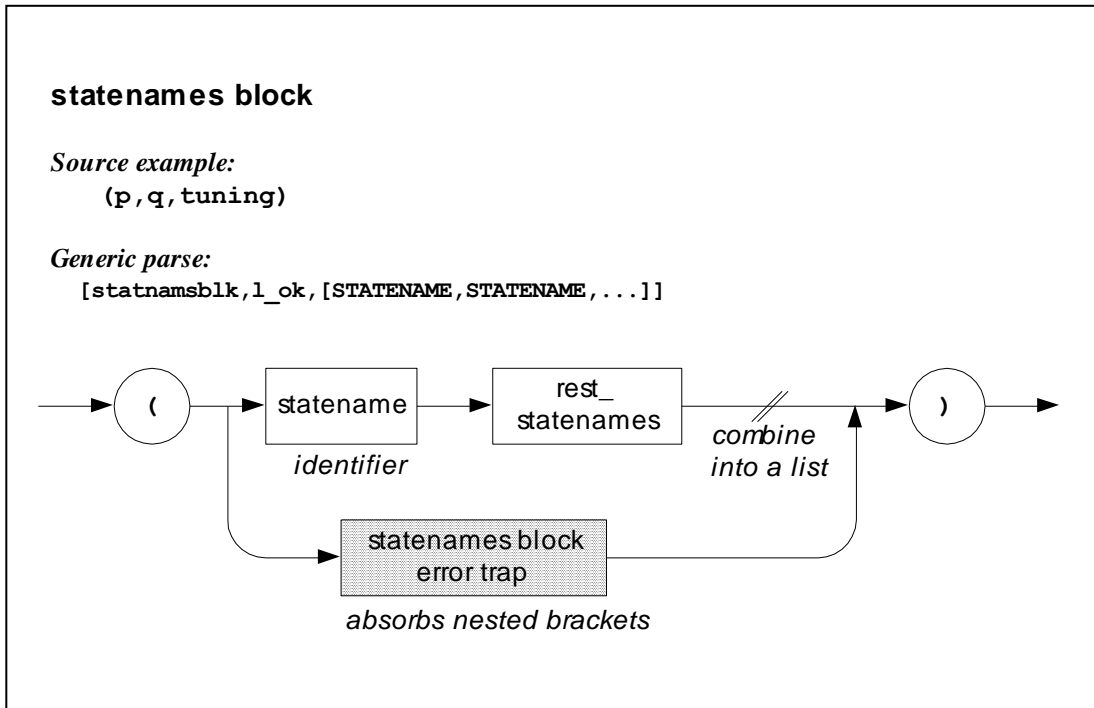 statenames block
Source example:
(p,q,tuning)
Generic parse:
[statnamsblk,l_ok,[STATENAME,STATENAME,...]]
(
statename
rest_
statenames
)
identifier
combine
into a list
statenames block
error trap
absorbs nested brackets